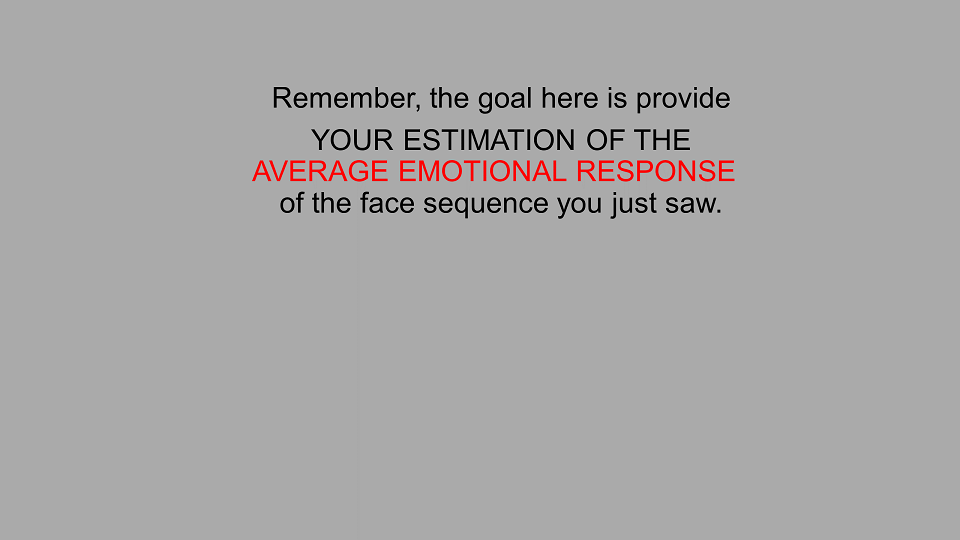 Remember, the goal here is provide
YOUR ESTIMATION OF THE
AVERAGE EMOTIONAL RESPONSE
of the face sequence you just saw.